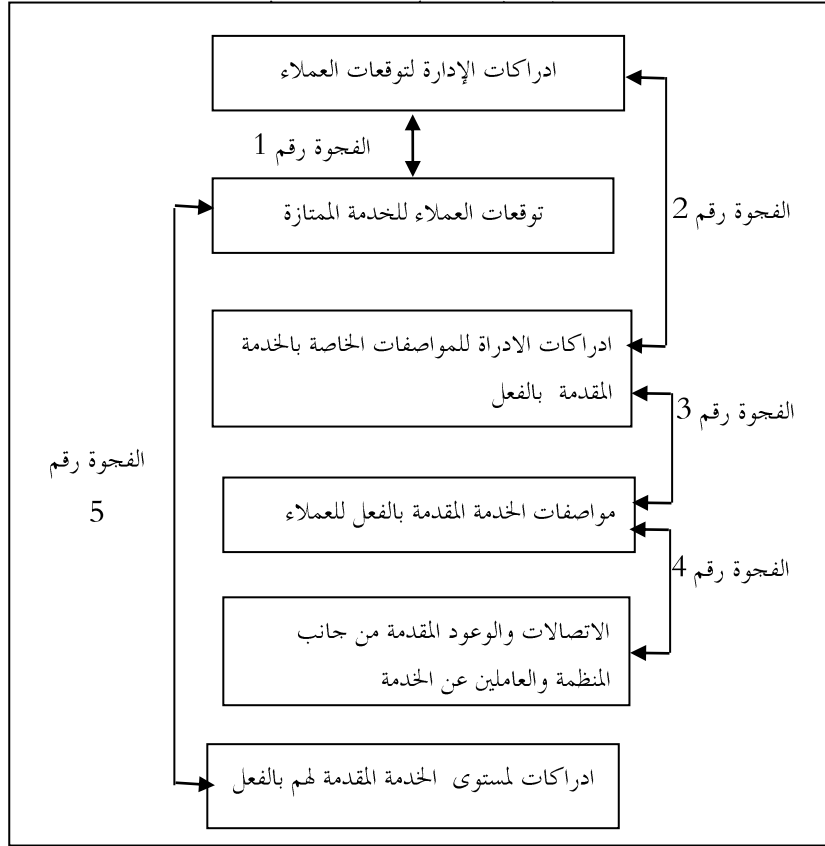 ادراكات الإدارة لتوقعات العملاء
الفجوة رقم 1
توقعات العملاء للخدمة الممتازة
الفجوة رقم 2
ادراكات الادراة للمواصفات الخاصة بالخدمة
المقدمة بالفعل
الفجوة رقم 3
الفجوة رقم
5
مواصفات الخدمة المقدمة بالفعل للعملاء
الفجوة رقم 4
الاتصالات والوعود المقدمة من جانب
المنظمة والعاملين عن الخدمة
ادراكات لمستوى الخدمة المقدمة لهم بالفعل